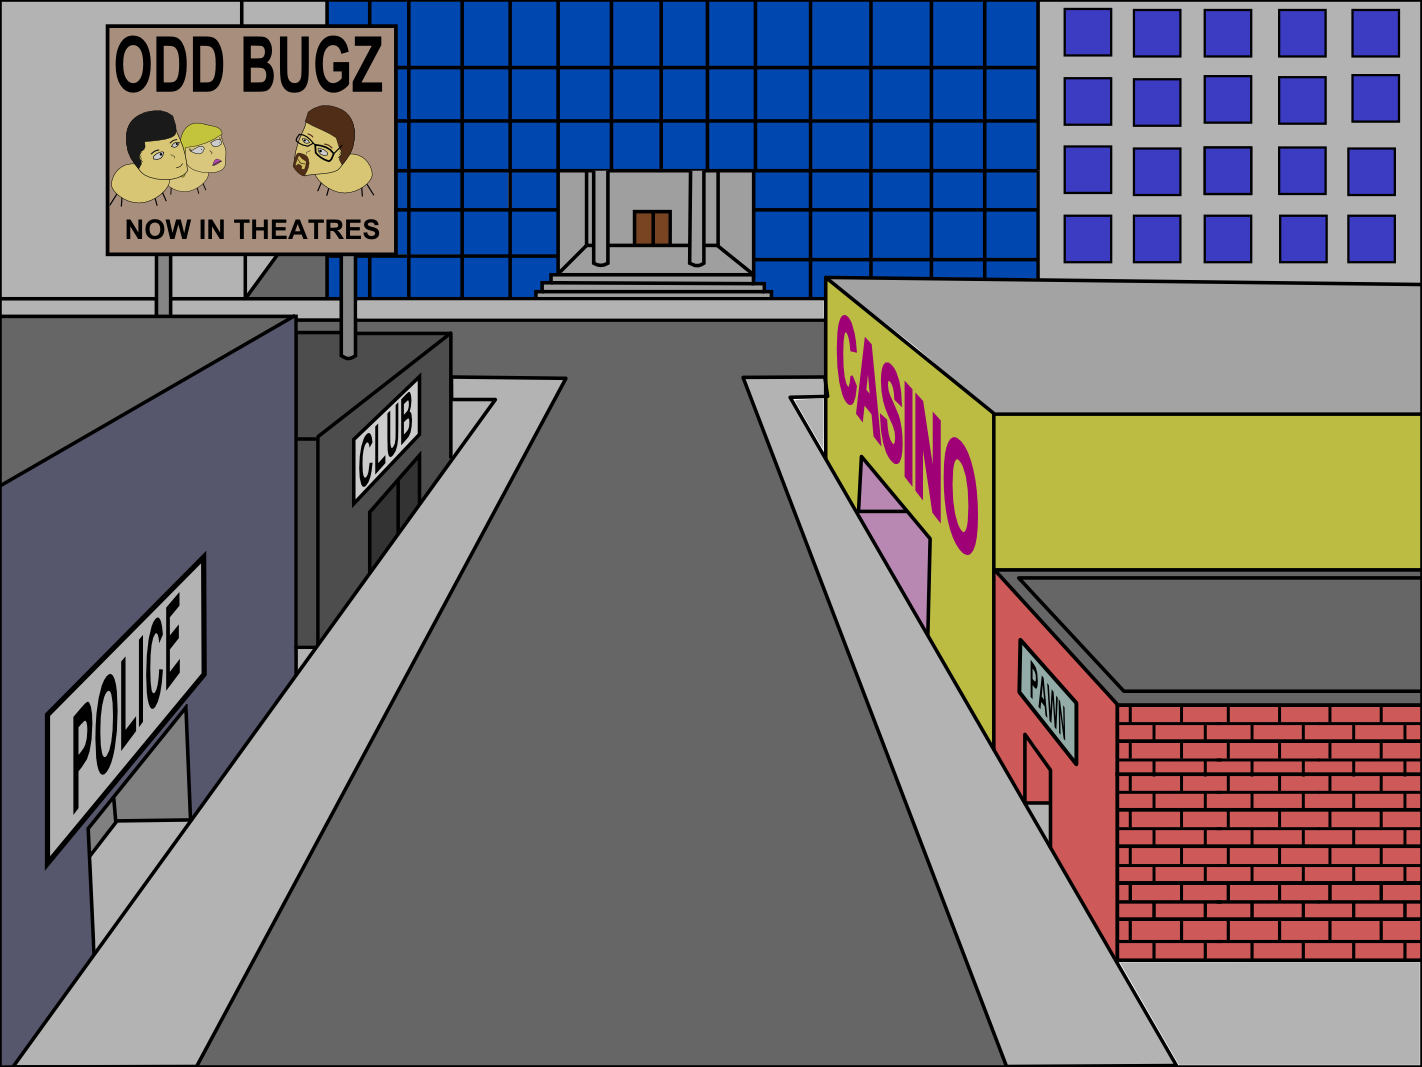 ODD BUGZ
NOW IN THEATRES
CLUB
CASINO
POLICE
PAWN